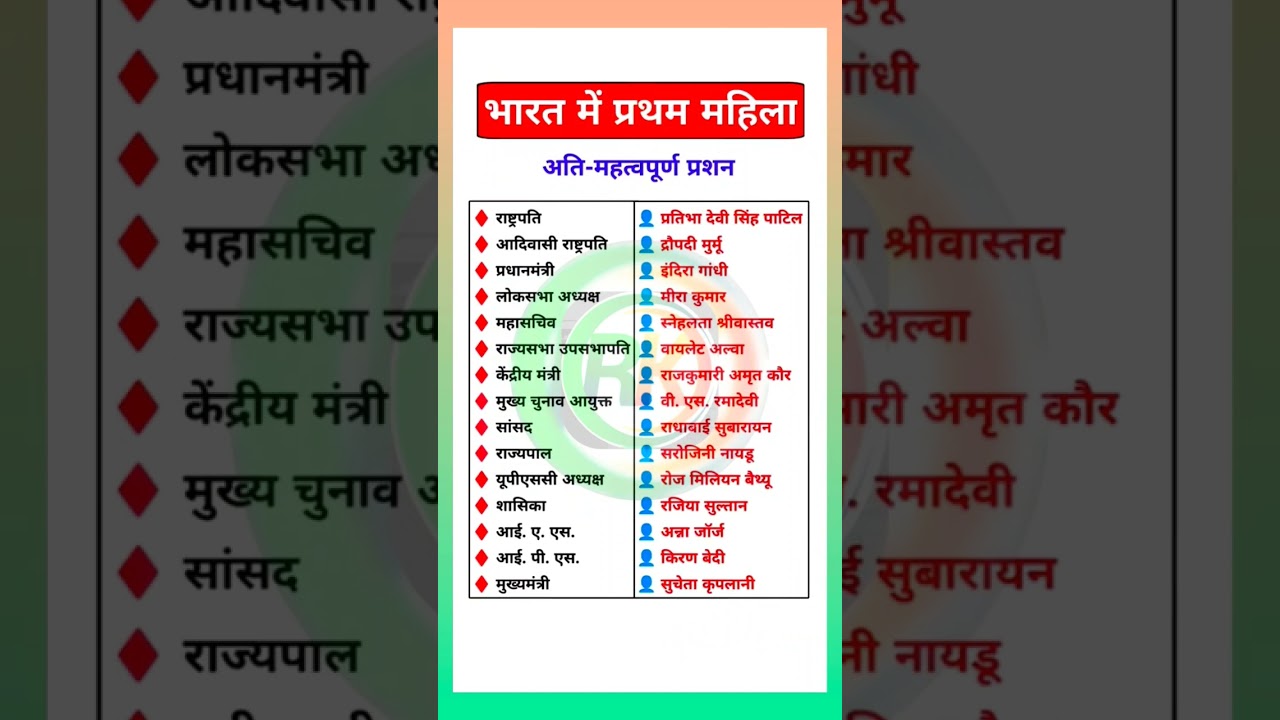 भारत में प्रथम महिला
अति-महत्वपूर्ण प्रशन
राष्ट्रपति प्रतिभा देवी सिंह पाटिल
आदिवासी राष्ट्रपति द्रौपदी मुर्मू
प्रधानमंत्री इंदिरा गांधी
लोकसभा अध्यक्ष मीरा कुमार
महासचिव स्नेहलता श्रीवास्तव
राज्यसभा उपसभापति वायलेट अल्वा
केंद्रीय मंत्री राजकुमारी अमृत कौर
मुख्य चुनाव आयुक्त वी. एस. रमादेवी
सांसद राधाबाई सुबारायन
राज्यपाल सरोजिनी नायडू
यूपीएससी अध्यक्ष रोज मिलियन बैथ्यू
शासिका रजिया सुल्तान
आई. ए. एस. अन्ना जॉर्ज
आई. पी. एस. किरण बेदी
मुख्यमंत्री सुचेता कृपलानी